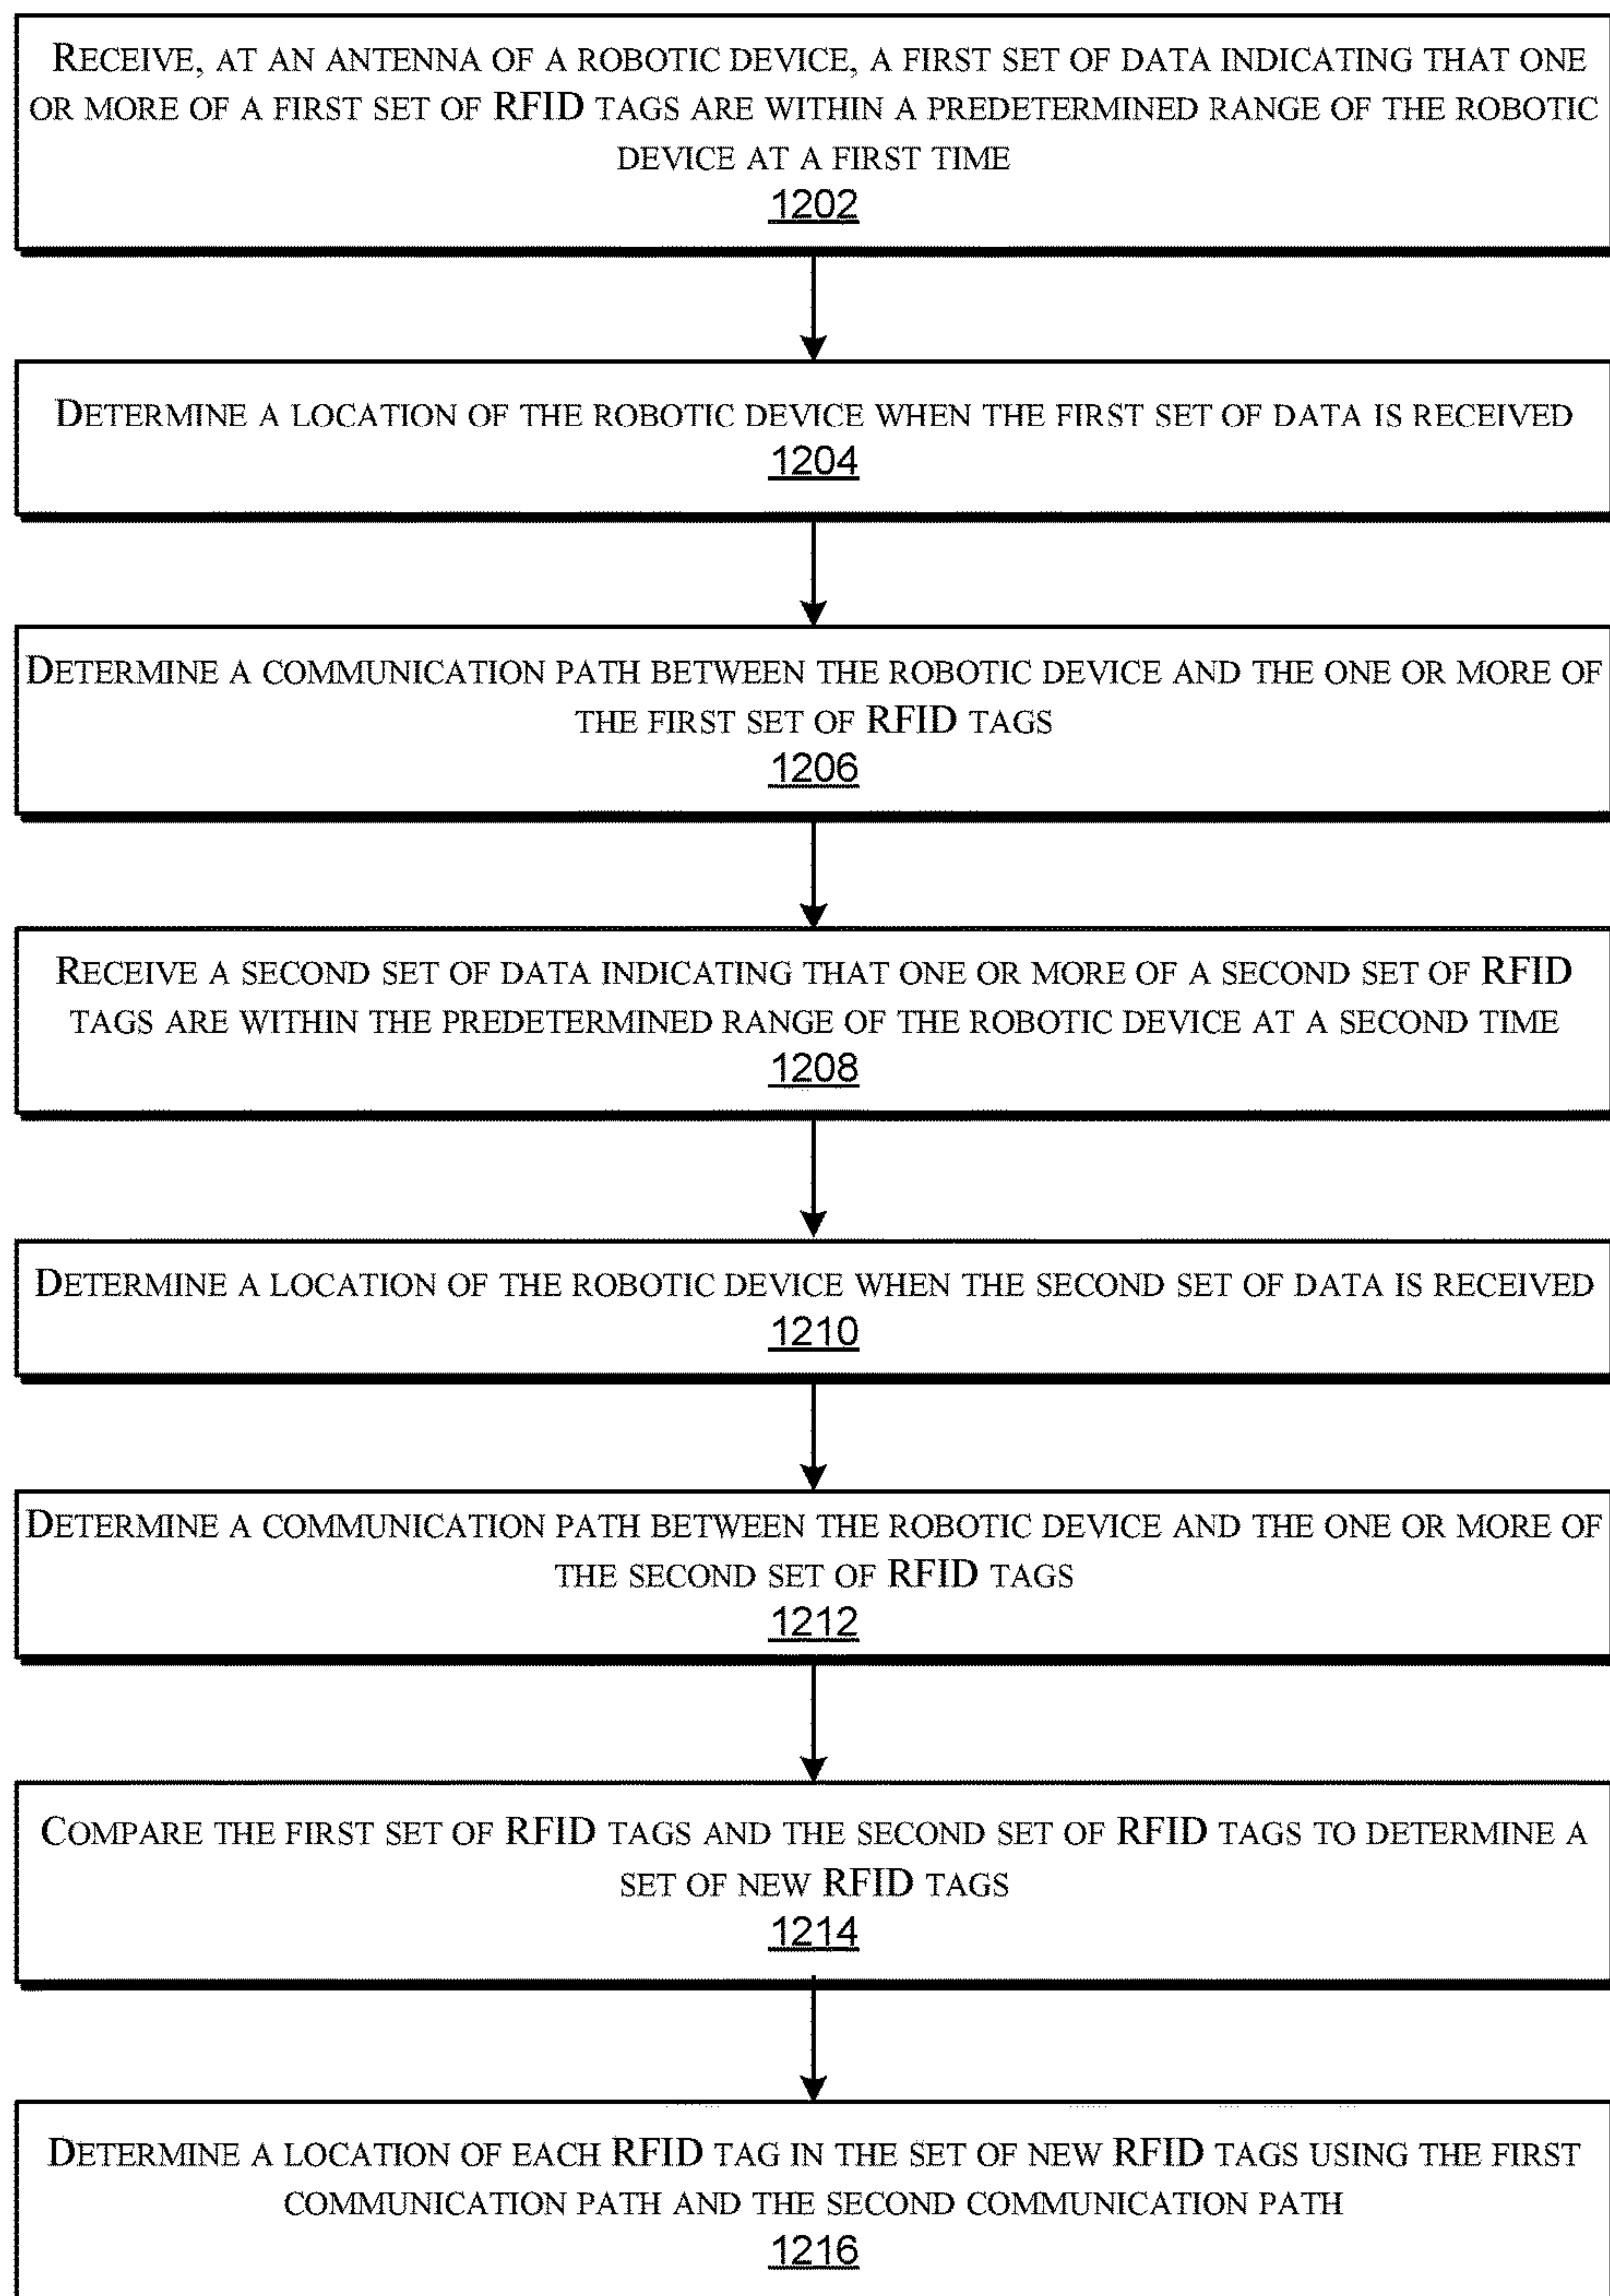 RECEIVE, AT AN ANTENNA OF A ROBOTIC DEVICE, A FIRST SET OF DATA INDICATING THAT ONE
OR MORE OF A FIRST SET OF RFID TAGS ARE WITHIN A PREDETERMINED RANGE OF THE ROBOTIC
DEVICE AT A FIRST TIME
1202
DETERMINE A LOCATION OF THE ROBOTIC DEVICE WHEN THE FIRST SET OF DATA IS RECEIVED
1204
DETERMINE A COMMUNICATION PATH BETWEEN THE ROBOTIC DEVICE AND THE ONE OR MORE OF
THE FIRST SET OF RFID TAGS
1206
RECEIVE A SECOND SET OF DATA INDICATING THAT ONE OR MORE OF A SECOND SET OF RFID
TAGS ARE WITHIN THE PREDETERMINED RANGE OF THE ROBOTIC DEVICE AT A SECOND TIME
1208
DETERMINE A LOCATION OF THE ROBOTIC DEVICE WHEN THE SECOND SET OF DATA IS RECEIVED
1210
DETERMINE A COMMUNICATION PATH BETWEEN THE ROBOTIC DEVICE AND THE ONE OR MORE OF
THE SECOND SET OF RFID TAGS
1212
COMPARE THE FIRST SET OF RFID TAGS AND THE SECOND SET OF RFID TAGS TO DETERMINE A
SET OF NEW RFID TAGS
1214
DETERMINE A LOCATION OF EACH RFID TAG IN THE SET OF NEW RFID TAGS USING THE FIRST
COMMUNICATION PATH AND THE SECOND COMMUNICATION PATH
1216